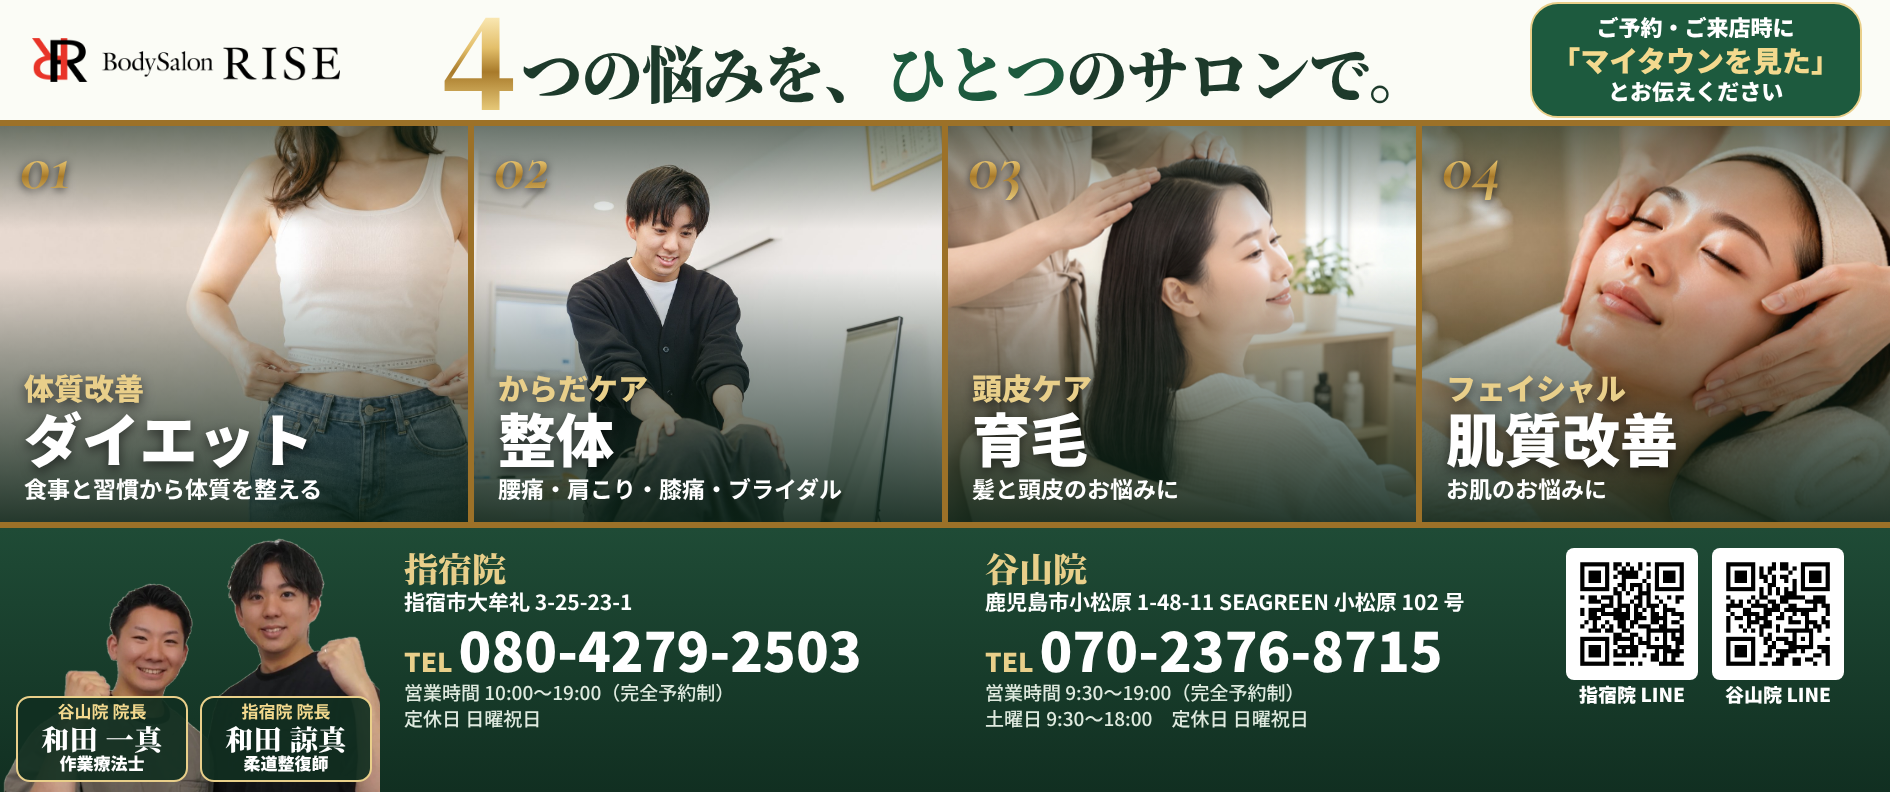 RR BodySalon RISE
4つの悩みを、ひとつのサロンで。
ご予約・ご来店時に
「マイタウンを見た」
とお伝えください
01
体質改善
ダイエット
食事と習慣から体質を整える
02
からだケア
整体
腰痛・肩こり・膝痛・ブライダル
03
頭皮ケア
育毛
髪と頭皮のお悩みに
04
フェイシャル
肌質改善
お肌のお悩みに
谷山院 院長
和田 一真
作業療法士
指宿院 院長
和田 諒真
柔道整復師
指宿院
指宿市大牟礼 3-25-23-1
TEL 080-4279-2503
営業時間 10:00〜19:00（完全予約制）
定休日 日曜祝日
谷山院
鹿児島市小松原 1-48-11 SEAGREEN 小松原 102 号
TEL 070-2376-8715
営業時間 9:30〜19:00（完全予約制）
土曜日 9:30〜18:00　定休日 日曜祝日
指宿院 LINE
谷山院 LINE